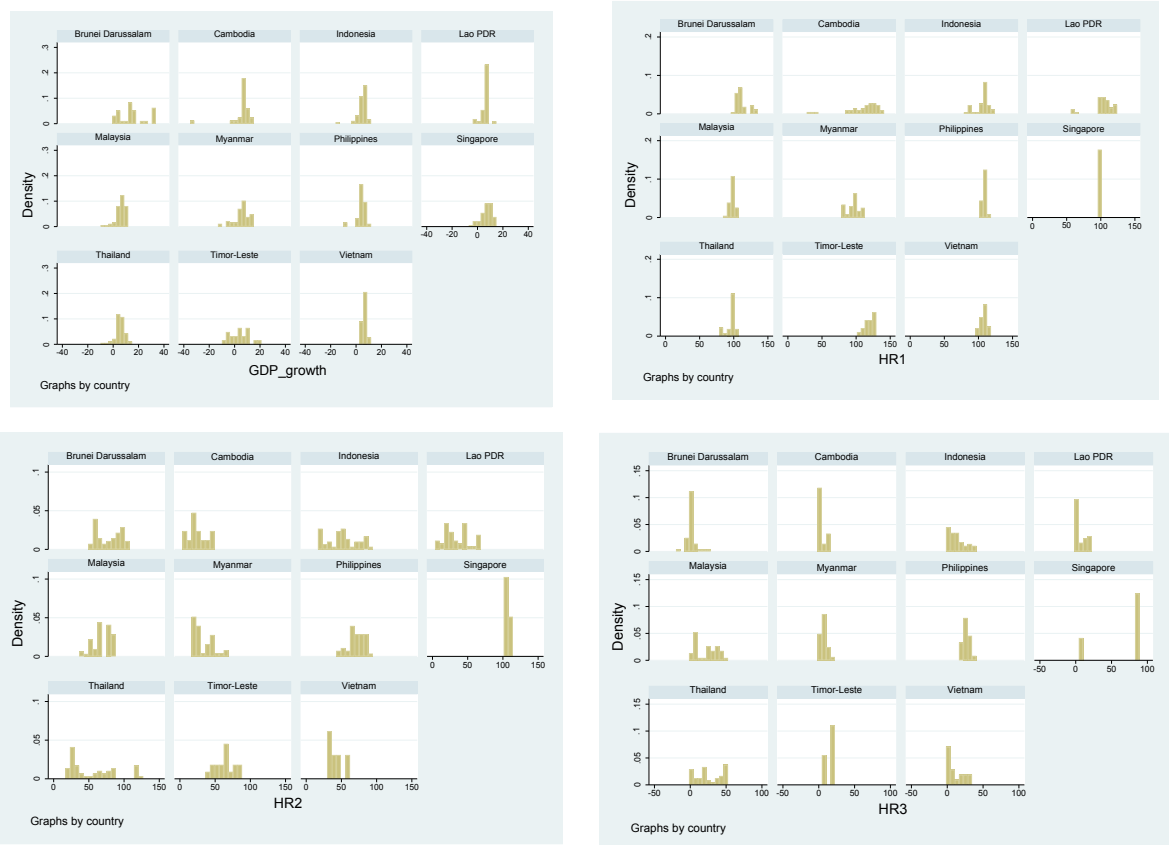 Brunei Darussalam Cambodia Indonesia Lao PDR
0 .1 .2 .3
Malaysia Myanmar Philippines Singapore
0 .1 .2 .3
-40 -20 0 20 40
Thailand Timor-Leste Vietnam
0 .1 .2 .3
-40 -20 0 20 40 -40 -20 0 20 40 -40 -20 0 20 40
Density
GDP_growth
Graphs by country
Brunei Darussalam Cambodia Indonesia Lao PDR
0 .1 .2
Malaysia Myanmar Philippines Singapore
0 .1 .2
0 50 100 150
Thailand Timor-Leste Vietnam
0 .1 .2
0 50 100 150 0 50 100 150 0 50 100 150
Density
HR1
Graphs by country
Brunei Darussalam Cambodia Indonesia Lao PDR
0 .05 .1
Malaysia Myanmar Philippines Singapore
0 .05 .1
0 50 100 150
Thailand Timor-Leste Vietnam
0 .05 .1
0 50 100 150 0 50 100 150 0 50 100 150
Density
HR2
Graphs by country
Brunei Darussalam Cambodia Indonesia Lao PDR
0 .05 .1 .15
Malaysia Myanmar Philippines Singapore
0 .05 .1 .15
-50 0 50 100
Thailand Timor-Leste Vietnam
0 .05 .1 .15
-50 0 50 100 -50 0 50 100 -50 0 50 100
Density
HR3
Graphs by country